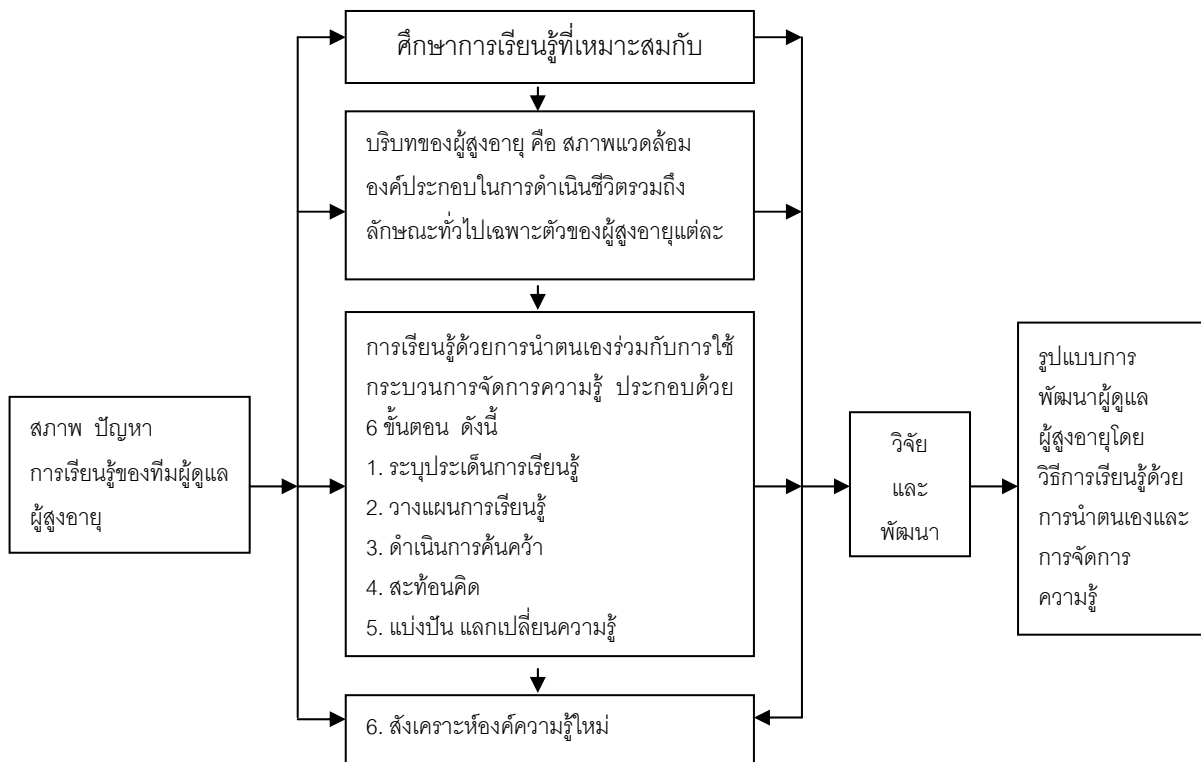 ศึกษาการเรียนรู้ที่เหมาะสมกับ
บริบทของผู้สูงอายุ คือ สภาพแวดล้อม
องค์ประกอบในการดำเนินชีวิตรวมถึง
ลักษณะทั่วไปเฉพาะตัวของผู้สูงอายุแต่ละ
การเรียนรู้ด้วยการนำตนเองร่วมกับการใช้
กระบวนการจัดการความรู้ ประกอบด้วย
6 ขั้นตอน ดังนี้
1. ระบุประเด็นการเรียนรู้
2. วางแผนการเรียนรู้
3. ดำเนินการค้นคว้า
4. สะท้อนคิด
5. แบ่งปัน แลกเปลี่ยนความรู้
6. สังเคราะห์องค์ความรู้ใหม่
สภาพ ปัญหา
การเรียนรู้ของทีมผู้ดูแล
ผู้สูงอายุ
วิจัย
และ
พัฒนา
รูปแบบการ
พัฒนาผู้ดูแล
ผู้สูงอายุโดย
วิธีการเรียนรู้ด้วย
การนำตนเองและ
การจัดการ
ความรู้